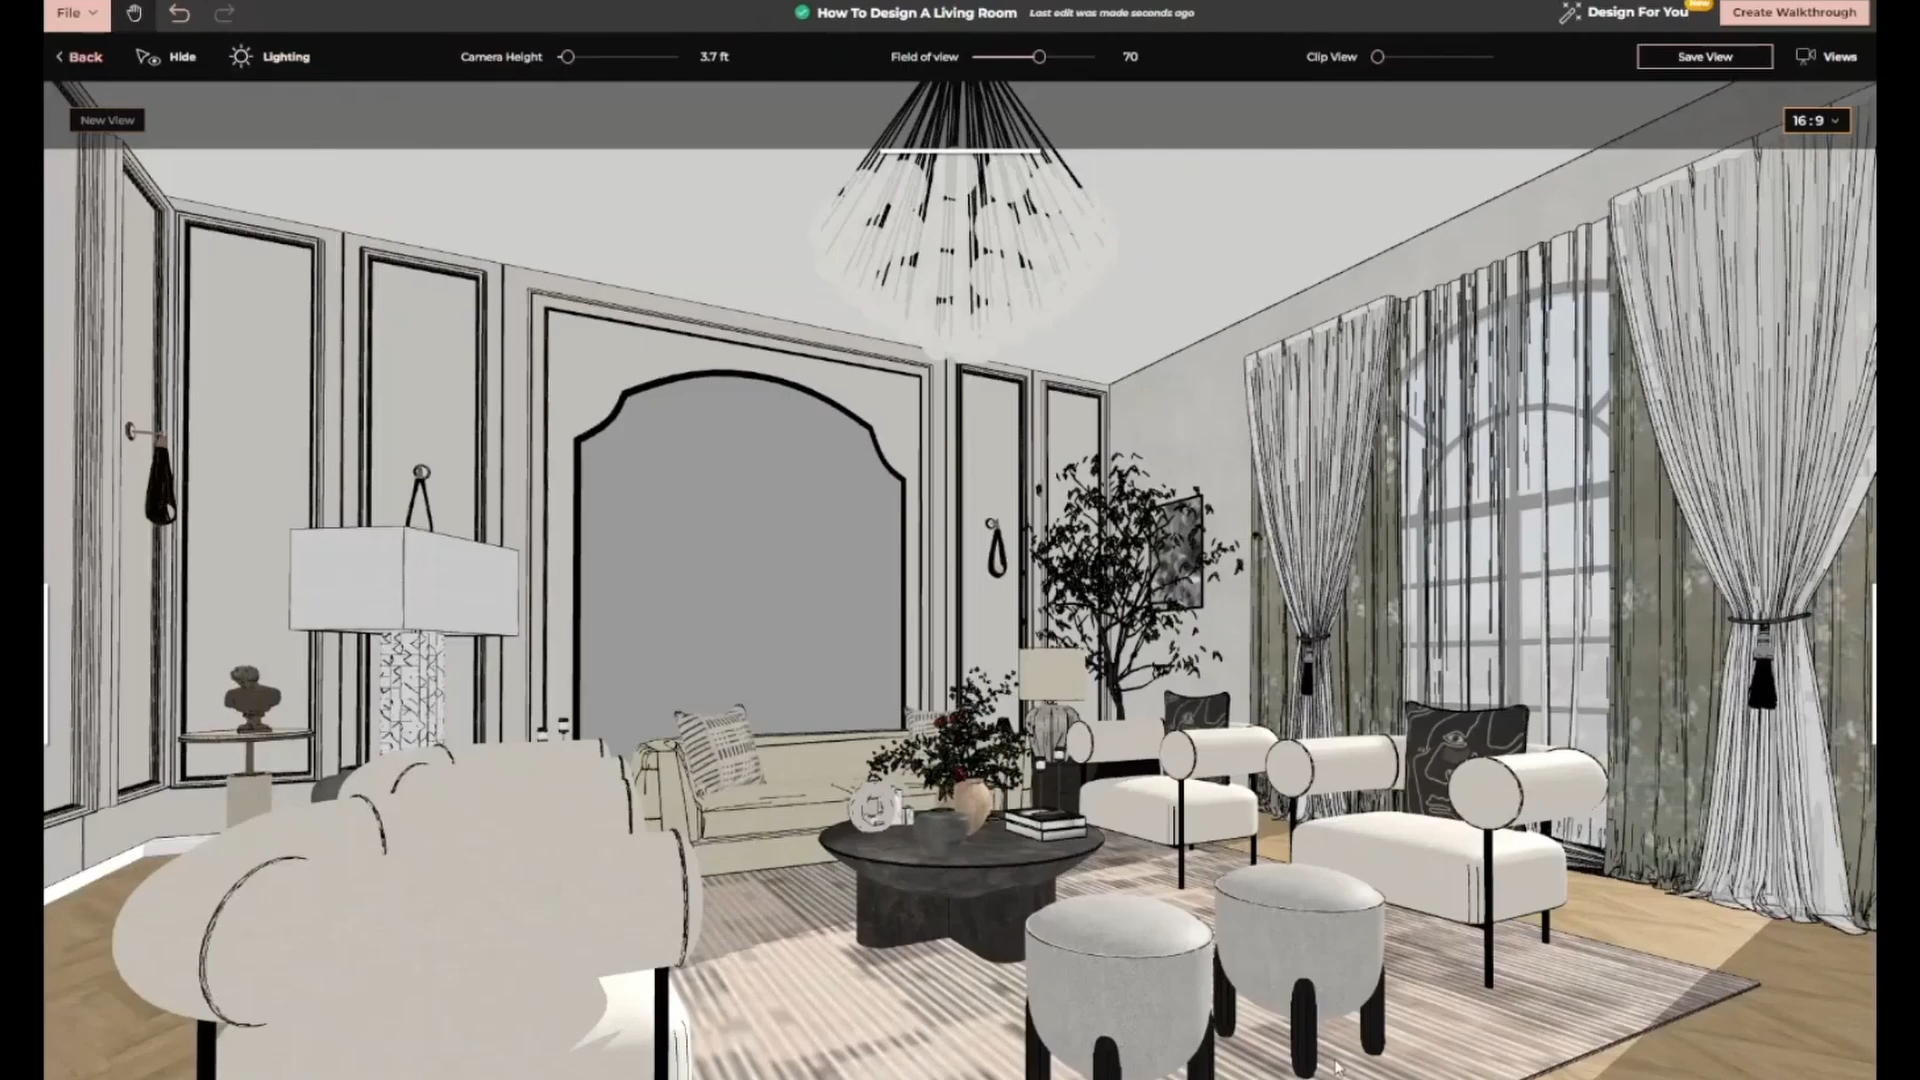 File
How To Design A Living Room
Last edit was made seconds ago
Design For You
New
Create Walkthrough
Back
Hide
Lighting
Camera Height
3.7 ft
Field of view
70
Clip View
Save View
Views
New View
16:9